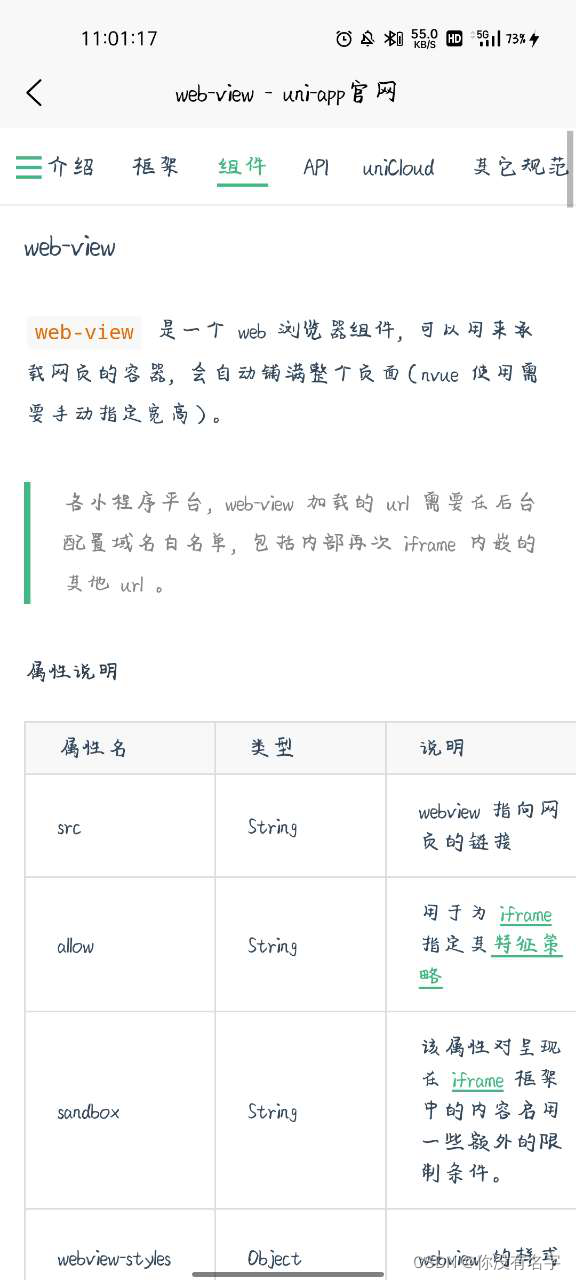 11:01:17
55.0
KB/S
HD
5G
73%
web-view - uni-app官网
介绍 框架 组件 API uniCloud 其它规范
web-view
web-view 是一个 web 浏览器组件，可以用来承
载网页的容器，会自动铺满整个页面(nvue 使用需
要手动指定宽高)。
各小程序平台，web-view 加载的 url 需要在后台
配置域名白名单，包括内部再次 iframe 内嵌的
其他 url 。
属性说明
属性名 类型 说明
src String webview 指向网
页的链接
allow String 用于为 iframe
指定其特征策
略
sandbox String 该属性对呈现
在 iframe 框架
中的内容启用
一些额外的限
制条件。
webview-styles Object webview 的样式
CSDN @你没有名字